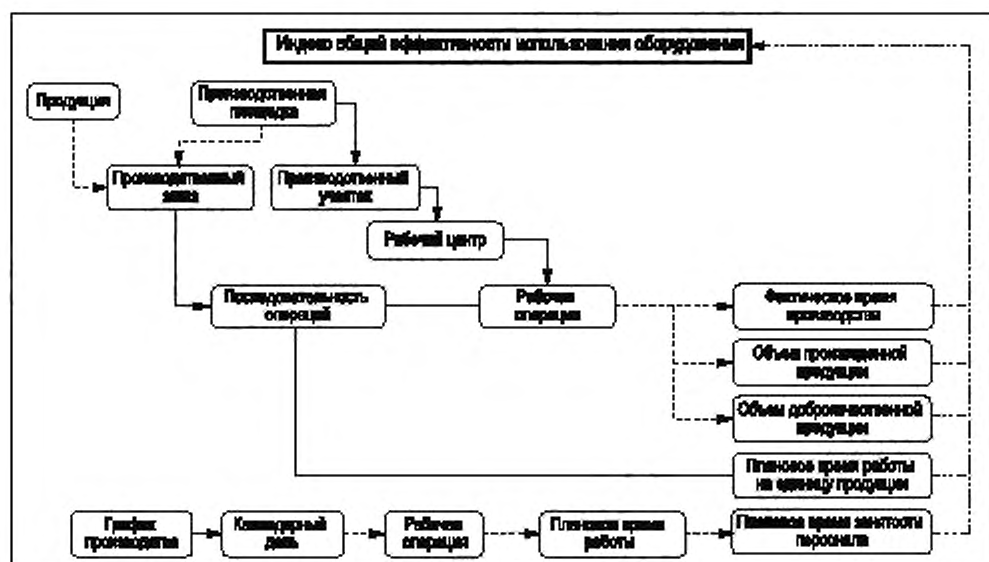 Индекс общей эффективности использования оборудования
Продукция
Производственная
площадка
Производственный
заказ
Производственный
участок
Рабочий центр
Последовательность
операций
Рабочая
операция
Фактическое время
производства
Объем произведенной
продукции
Объем доброкачественной
продукции
Плановое время работы
на единицу продукции
График
производства
Календарный
день
Рабочая
операция
Плановое время
работы
Плановое время занятости
персонала